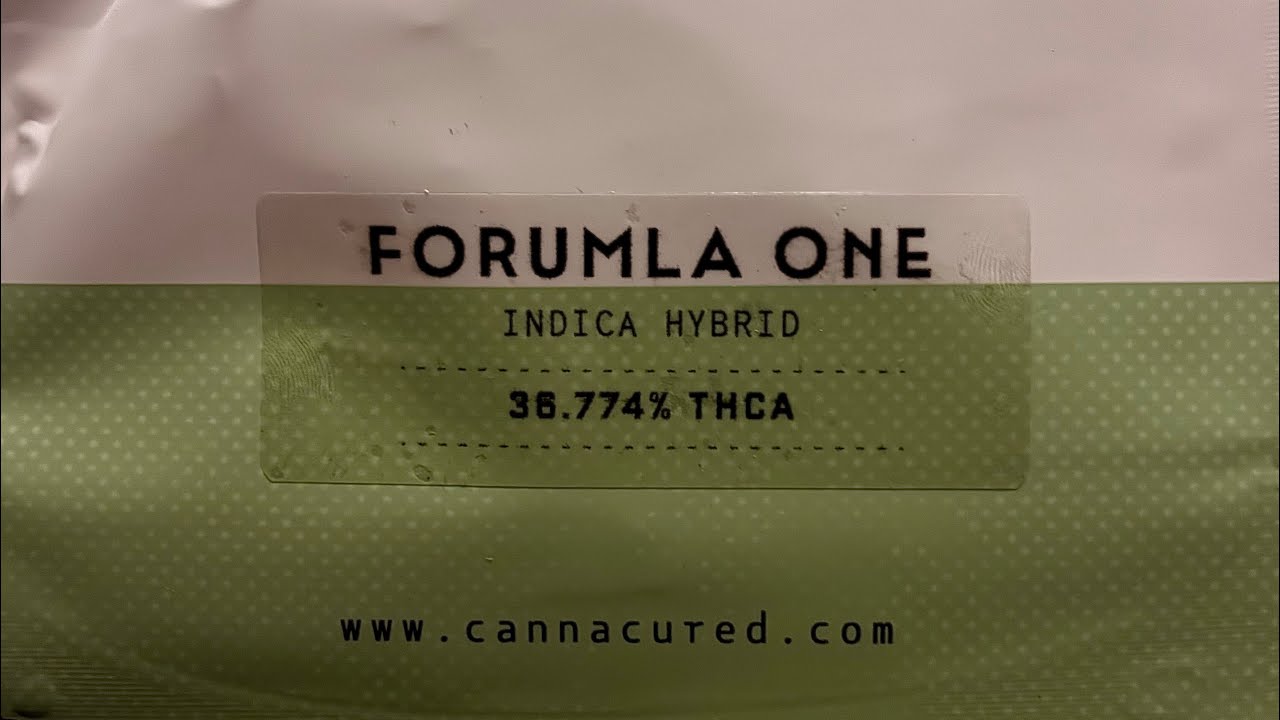 FORUMLA ONE
INDICA HYBRID
36.774% THCA
www.cannacured.com